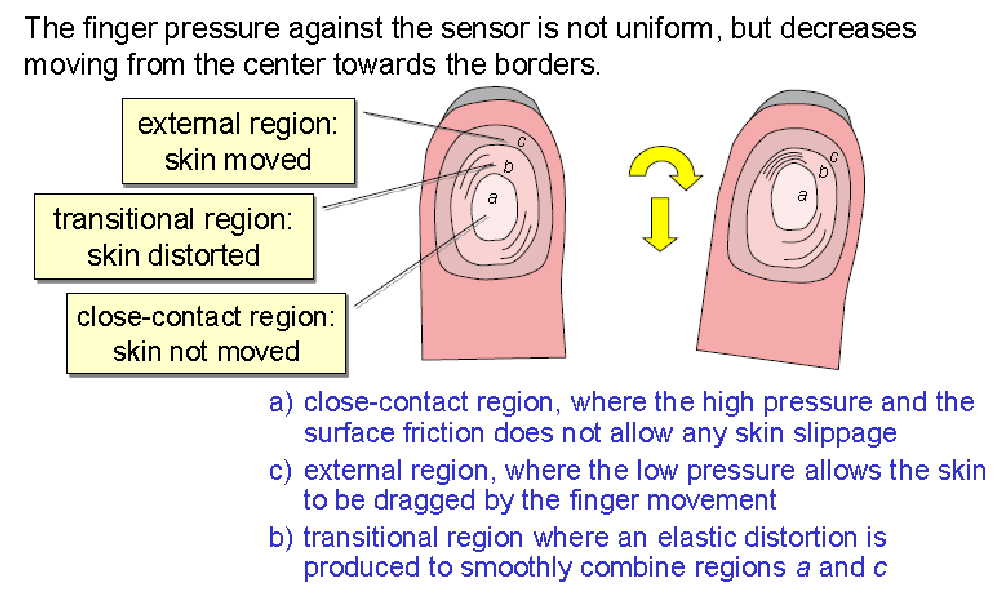 The finger pressure against the sensor is not uniform, but decreases
moving from the center towards the borders.
external region:
skin moved
transitional region:
skin distorted
close-contact region:
skin not moved
c
b
a
c
b
a
a) close-contact region, where the high pressure and the
surface friction does not allow any skin slippage
c) external region, where the low pressure allows the skin
to be dragged by the finger movement
b) transitional region where an elastic distortion is
produced to smoothly combine regions a and c